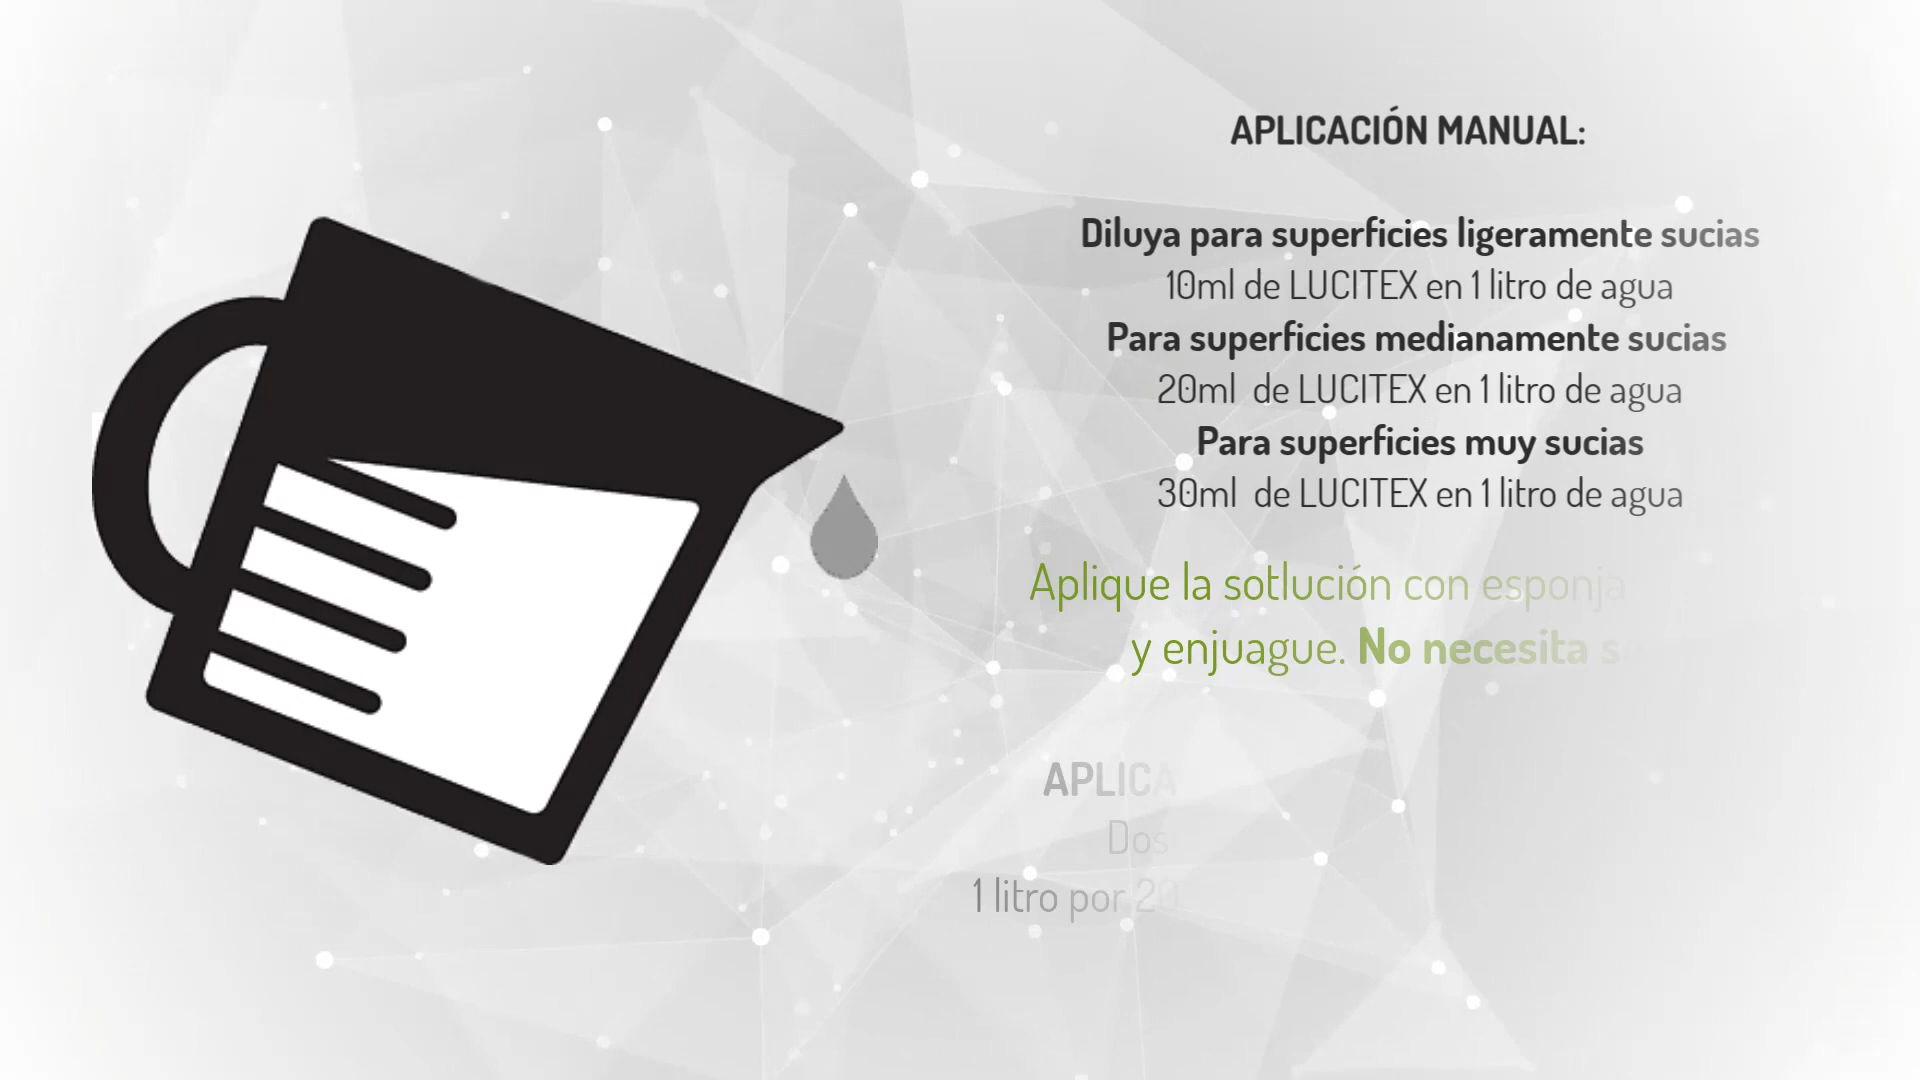 APLICACIÓN MANUAL:
Diluya para superficies ligeramente sucias
10ml de LUCITEX en 1 litro de agua
Para superficies medianamente sucias
20ml de LUCITEX en 1 litro de agua
Para superficies muy sucias
30ml de LUCITEX en 1 litro de agua
Aplique la sotlución con esponja
y enjuague. No necesita
1 litro por